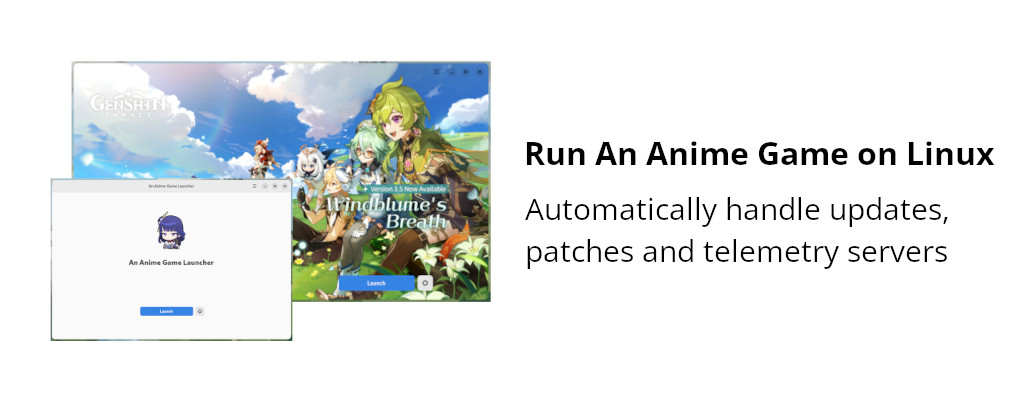 GENSHIN
IMPACT
Version 3.5 Now Available
Windblume's
Breath
Launch
An Anime Game Launcher
An Anime Game Launcher
Launch
Run An Anime Game on Linux
Automatically handle updates,
patches and telemetry servers